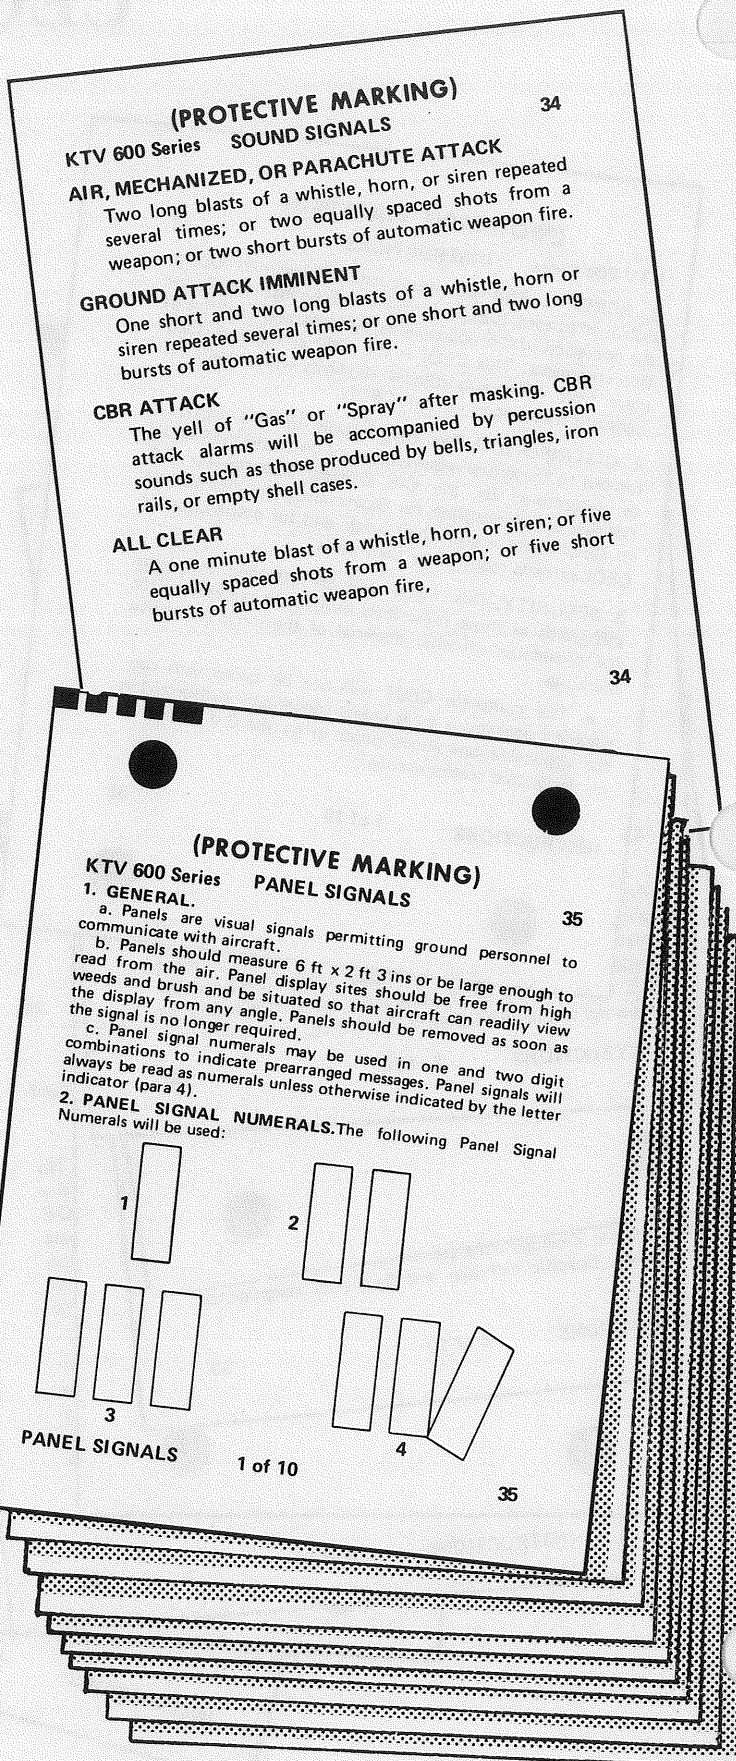 (PROTECTIVE MARKING)
34
KTV 600 Series SOUND SIGNALS
AIR, MECHANIZED, OR PARACHUTE ATTACK
Two long blasts of a whistle, horn, or siren repeated
several times; or two equally spaced shots from a
weapon; or two short bursts of automatic weapon fire.
GROUND ATTACK IMMINENT
One short and two long blasts of a whistle, horn or
siren repeated several times; or one short and two long
bursts of automatic weapon fire.
CBR ATTACK
The yell of "Gas" or "Spray" after masking. CBR
attack alarms will be accompanied by percussion
sounds such as those produced by bells, triangles, iron
rails, or empty shell cases.
ALL CLEAR
A one minute blast of a whistle, horn, or siren; or five
equally spaced shots from a weapon; or five short
bursts of automatic weapon fire,
34
(PROTECTIVE MARKING)
KTV 600 Series PANEL SIGNALS
35
1. GENERAL.
a. Panels are visual signals permitting ground personnel to
communicate with aircraft.
b. Panels should measure 6 ft x 2 ft 3 ins or be large enough to
read from the air. Panel display sites should be free from high
weeds and brush and be situated so that aircraft can readily view
the display from any angle. Panels should be removed as soon as
the signal is no longer required.
c. Panel signal numerals may be used in one and two digit
combinations to indicate prearranged messages. Panel signals will
always be read as numerals unless otherwise indicated by the letter
indicator (para 4).
2. PANEL SIGNAL NUMERALS.The following Panel Signal
Numerals will be used:
1
2
3
4
PANEL SIGNALS
1 of 10
35